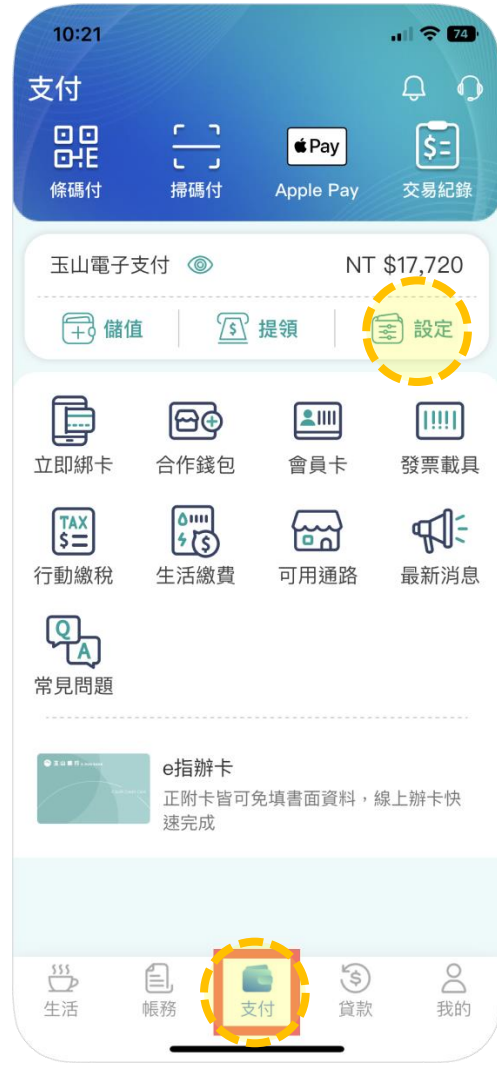 10:21
74
支付
條碼付
掃碼付
Pay
Apple Pay
$=
交易紀錄
玉山電子支付
NT $17,720
儲值
$
提領
設定
立即綁卡
合作錢包
會員卡
發票載具
TAX
$=
行動繳稅
$
生活繳費
可用通路
最新消息
Q
A
常見問題
玉山銀行
e指辦卡
正附卡皆可免填書面資料，線上辦卡快
速完成
生活
帳務
支付
$
貸款
我的